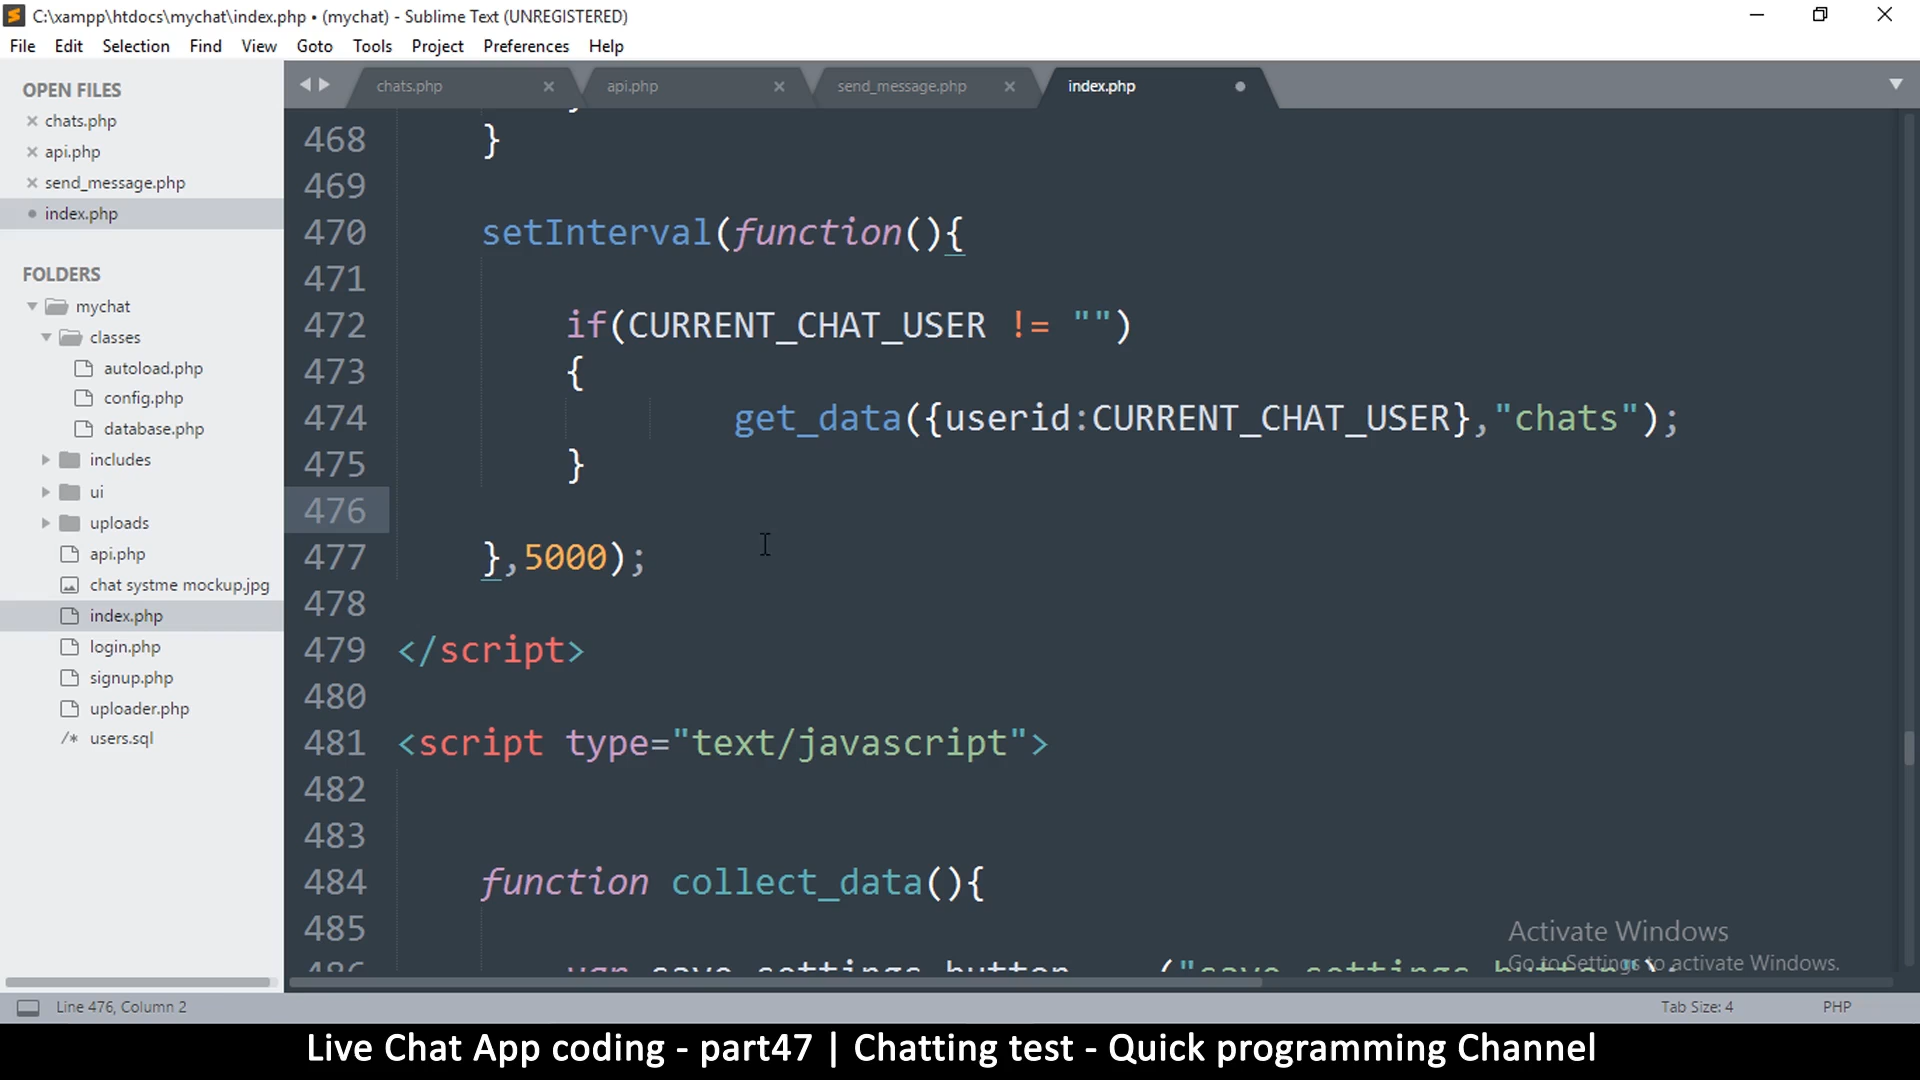 C:\xampp\htdocs\mychat\index.php • (mychat) - Sublime Text (UNREGISTERED)
File Edit Selection Find View Goto Tools Project Preferences Help
OPEN FILES
chats.php
api.php
send_message.php
index.php
FOLDERS
mychat
classes
autoload.php
config.php
database.php
includes
ui
uploads
api.php
chat systme mockup.jpg
index.php
login.php
signup.php
uploader.php
/* users.sql
chats.php api.php send_message.php index.php
468 }
469
470 setInterval(function(){
471
472 if(CURRENT_CHAT_USER != "")
473 {
474 get_data({userid:CURRENT_CHAT_USER},"chats");
475 }
476
477 },5000);
478
479 </script>
480
481 <script type="text/javascript">
482
483
484 function collect_data(){
485
Activate Windows
Go to Settings to activate Windows.
Line 476, Column 2 Tab Size: 4 PHP
Live Chat App coding - part47 | Chatting test - Quick programming Channel